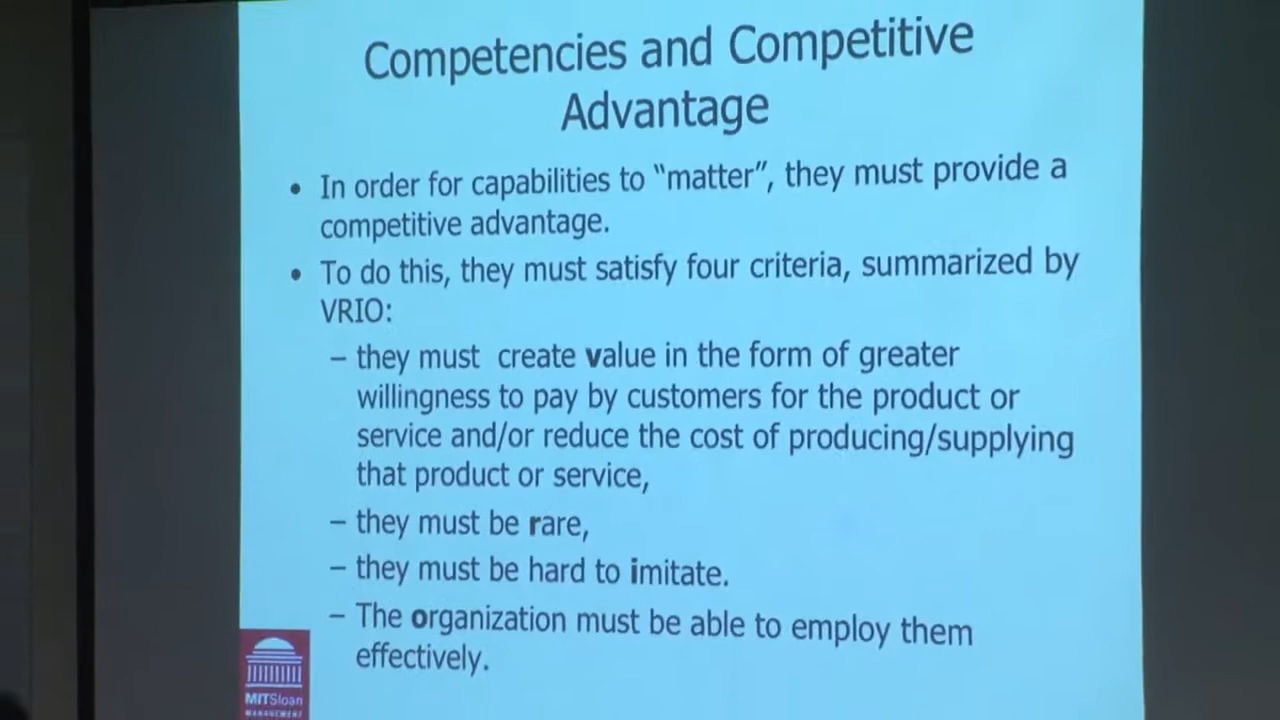 Competencies and Competitive
Advantage
• In order for capabilities to “matter”, they must provide a
competitive advantage.
• To do this, they must satisfy four criteria, summarized by
VRIO:
– they must create value in the form of greater
willingness to pay by customers for the product or
service and/or reduce the cost of producing/supplying
that product or service,
– they must be rare,
– they must be hard to imitate.
– The organization must be able to employ them
effectively.
MITSloan
MANAGEMENT